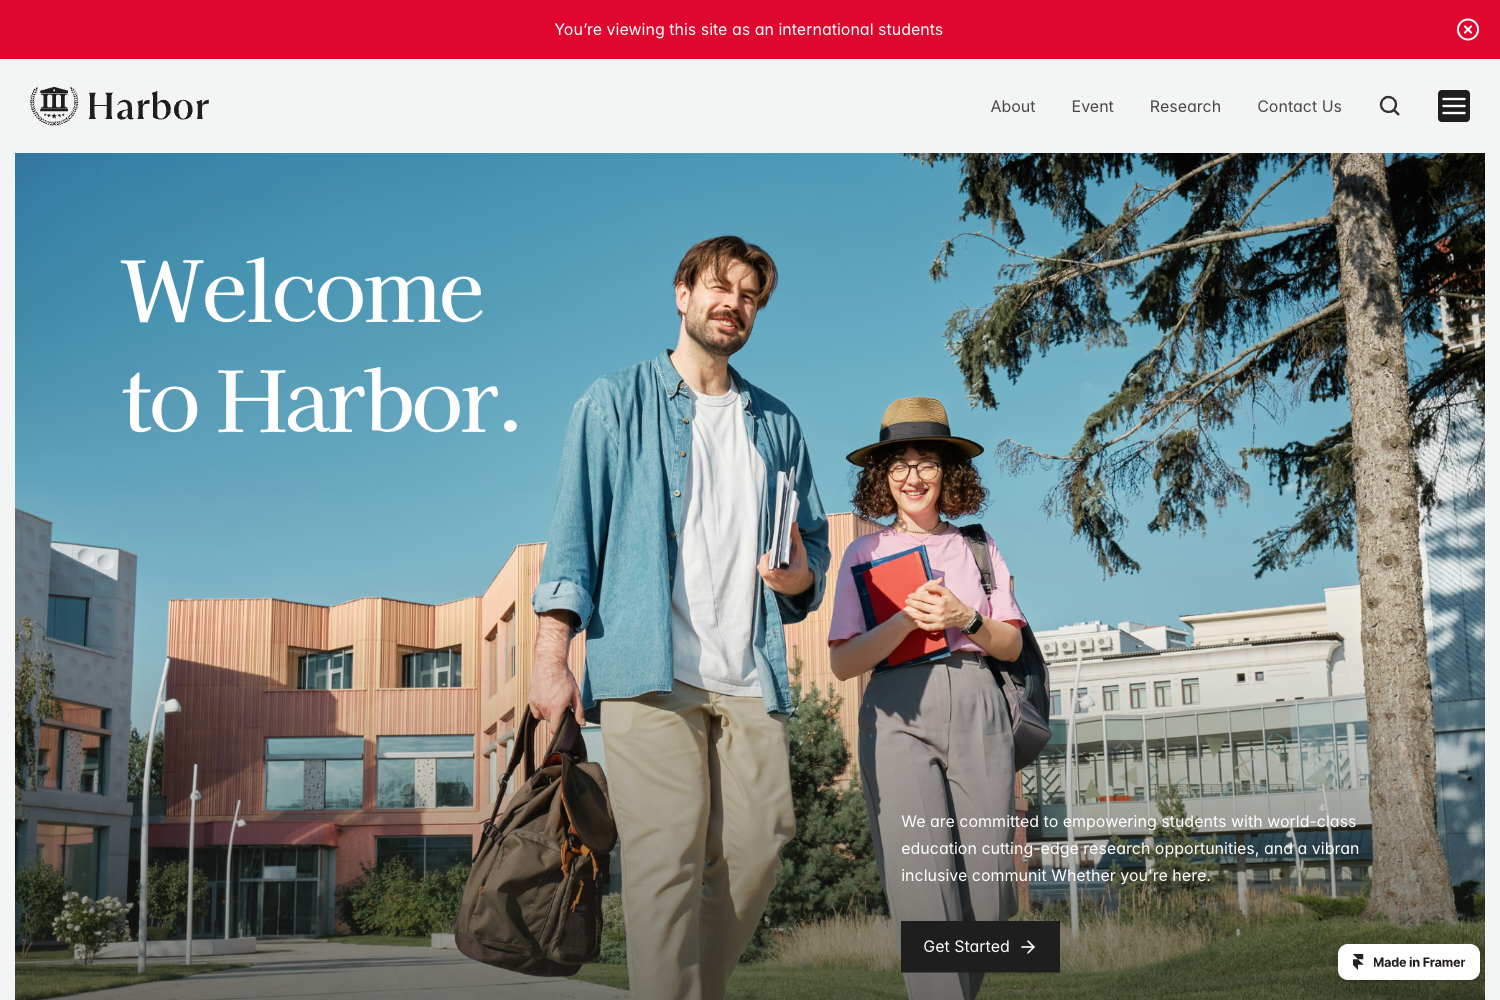 You're viewing this site as an international students
Harbor
About Event Research Contact Us
Welcome
to Harbor.
We are committed to empowering students with world-class
education cutting-edge research opportunities, and a vibran
inclusive communit Whether you're here.
Get Started
Made in Framer